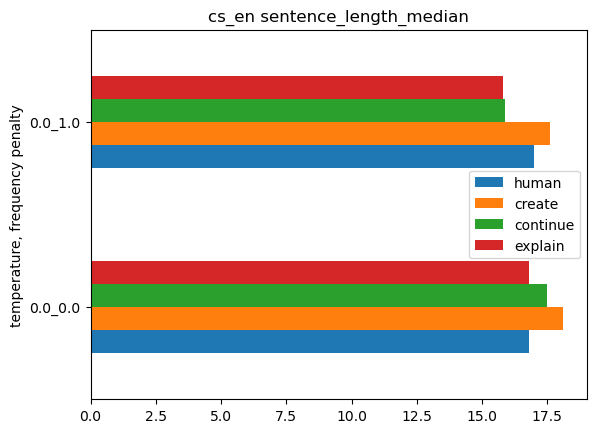 cs_en sentence_length_median
temperature, frequency penalty
0.0_1.0
0.0_0.0
human
create
continue
explain
0.0 2.5 5.0 7.5 10.0 12.5 15.0 17.5